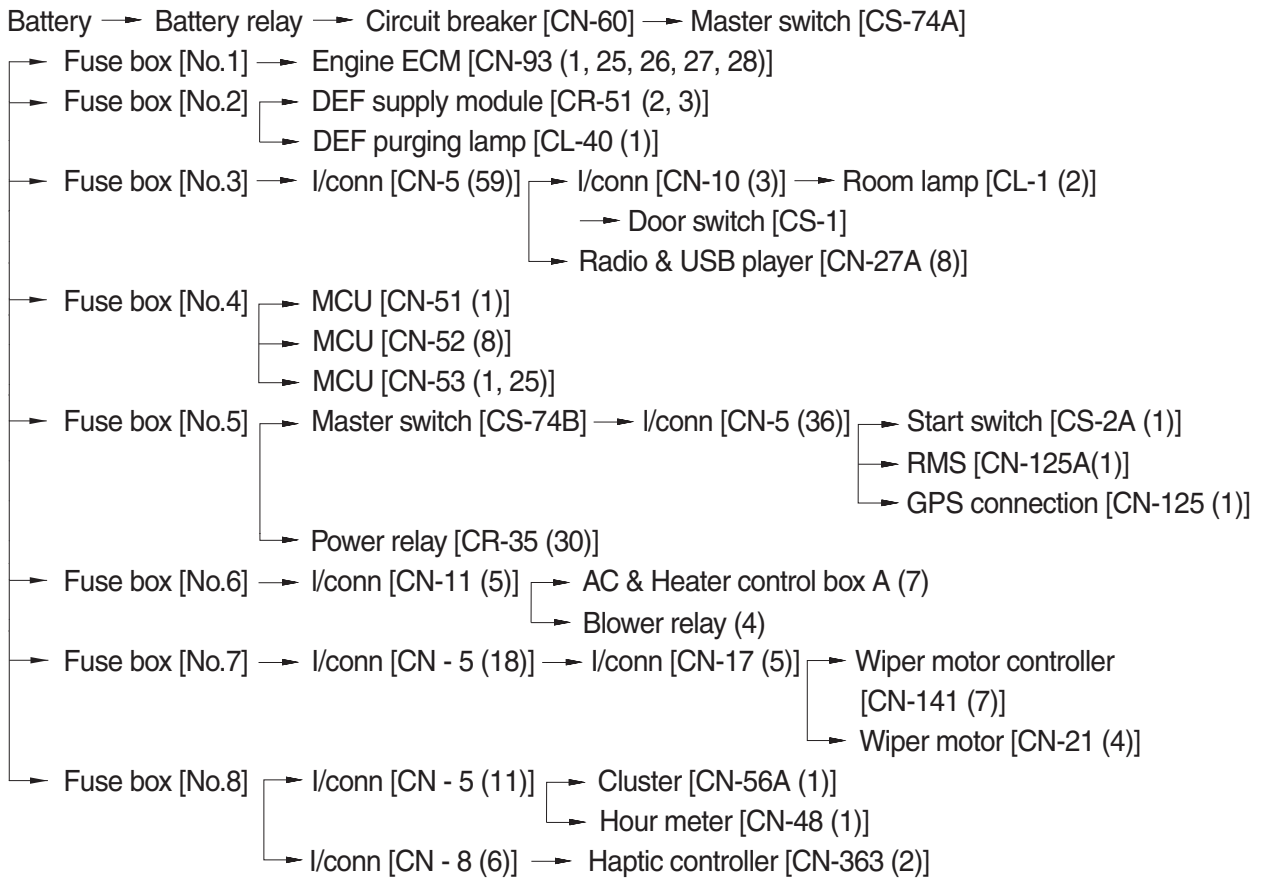 Battery → Battery relay → Circuit breaker [CN-60] → Master switch [CS-74A]
→ Fuse box [No.1] → Engine ECM [CN-93 (1, 25, 26, 27, 28)]
→ Fuse box [No.2] → DEF supply module [CR-51 (2, 3)]
→ DEF purging lamp [CL-40 (1)]
→ Fuse box [No.3] → I/conn [CN-5 (59)] → I/conn [CN-10 (3)] → Room lamp [CL-1 (2)]
→ Door switch [CS-1]
→ Radio & USB player [CN-27A (8)]
→ Fuse box [No.4] → MCU [CN-51 (1)]
→ MCU [CN-52 (8)]
→ MCU [CN-53 (1, 25)]
→ Fuse box [No.5] → Master switch [CS-74B] → I/conn [CN-5 (36)] → Start switch [CS-2A (1)]
→ RMS [CN-125A(1)]
→ GPS connection [CN-125 (1)]
→ Power relay [CR-35 (30)]
→ Fuse box [No.6] → I/conn [CN-11 (5)] → AC & Heater control box A (7)
→ Blower relay (4)
→ Fuse box [No.7] → I/conn [CN - 5 (18)] → I/conn [CN-17 (5)] → Wiper motor controller
[CN-141 (7)]
→ Wiper motor [CN-21 (4)]
→ Fuse box [No.8] → I/conn [CN - 5 (11)] → Cluster [CN-56A (1)]
→ Hour meter [CN-48 (1)]
→ I/conn [CN - 8 (6)] → Haptic controller [CN-363 (2)]